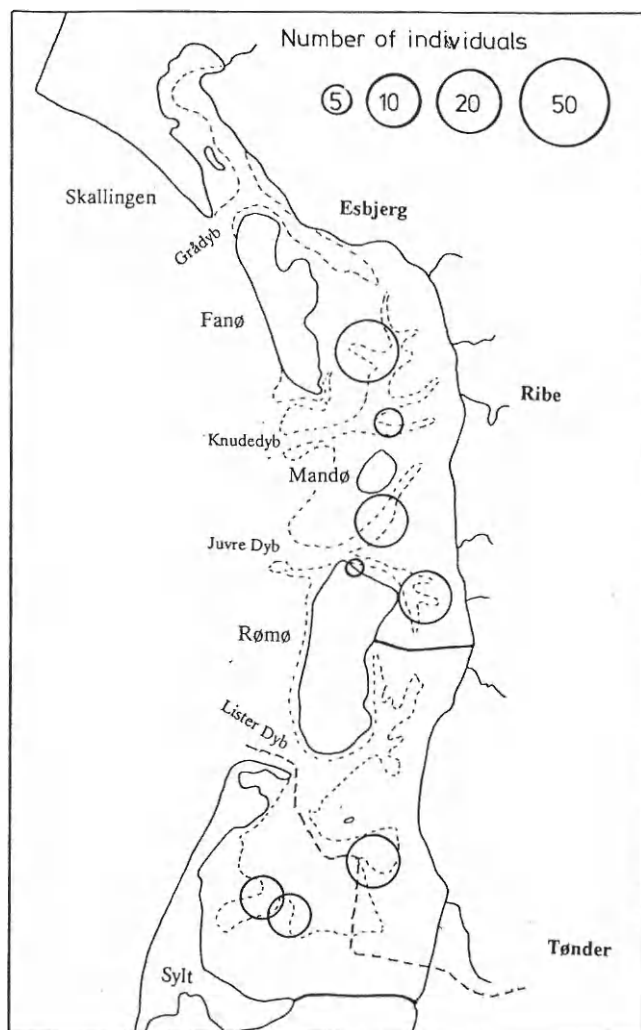 Number of individuals
5 10 20 50
Skallingen
Esbjerg
Grådyb
Fanø
Ribe
Knudedyb
Mandø
Juvre Dyb
Rømø
Lister Dyb
Tønder
Sylt